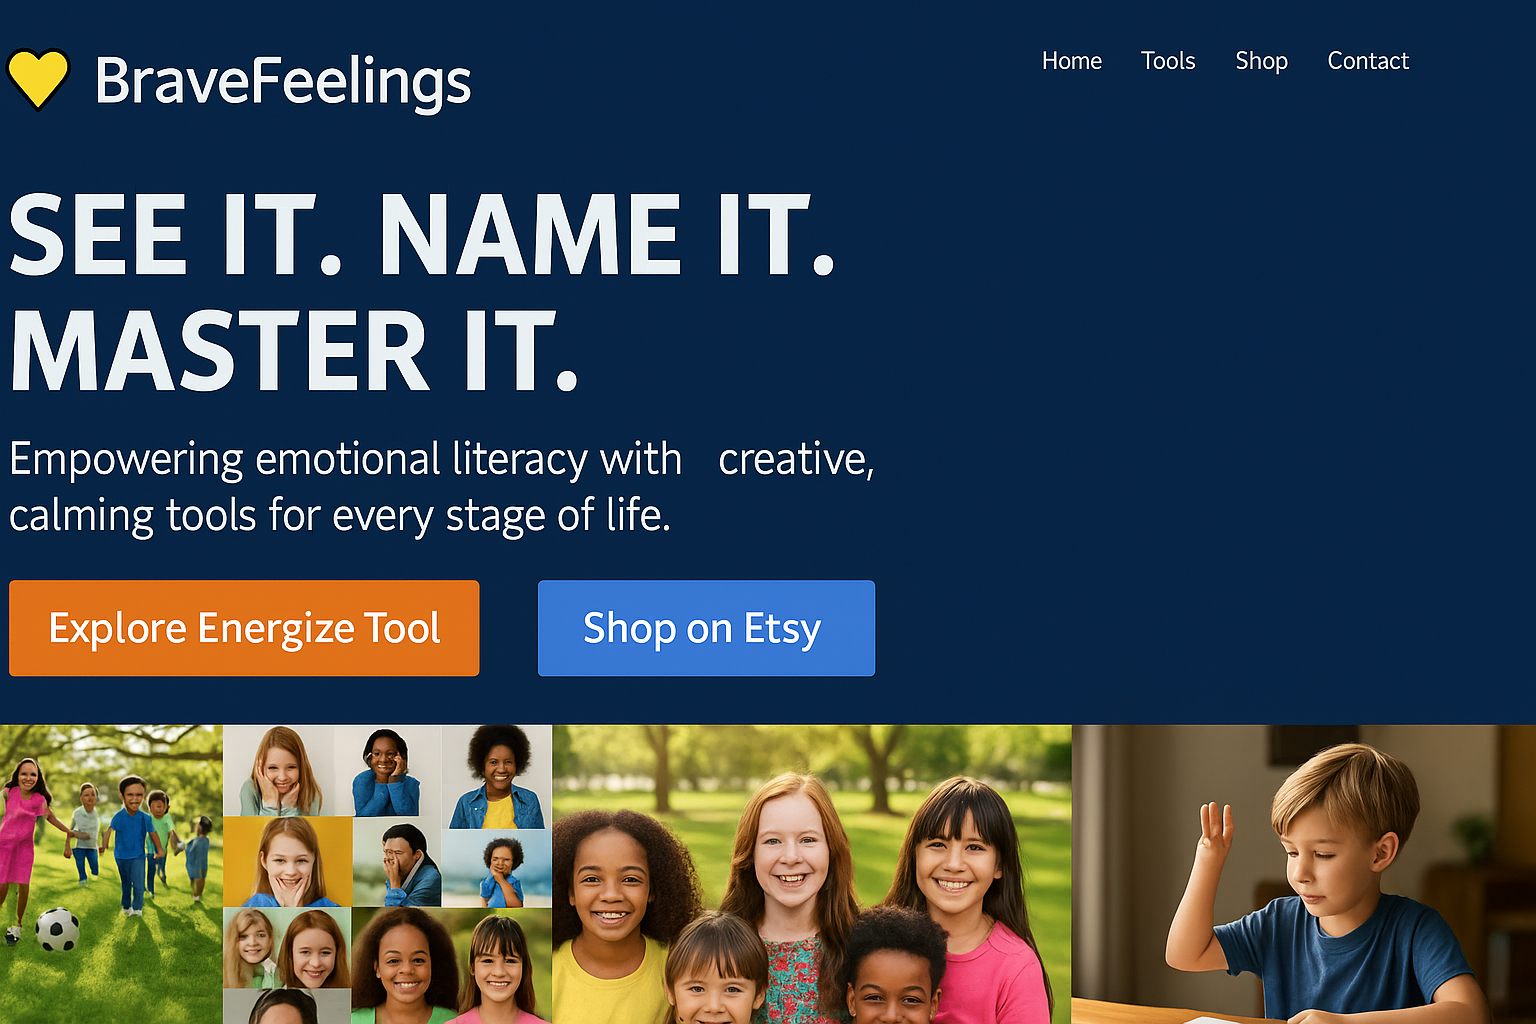 BraveFeelings
Home Tools Shop Contact
SEE IT. NAME IT.
MASTER IT.
Empowering emotional literacy with creative,
calming tools for every stage of life.
Explore Energize Tool
Shop on Etsy